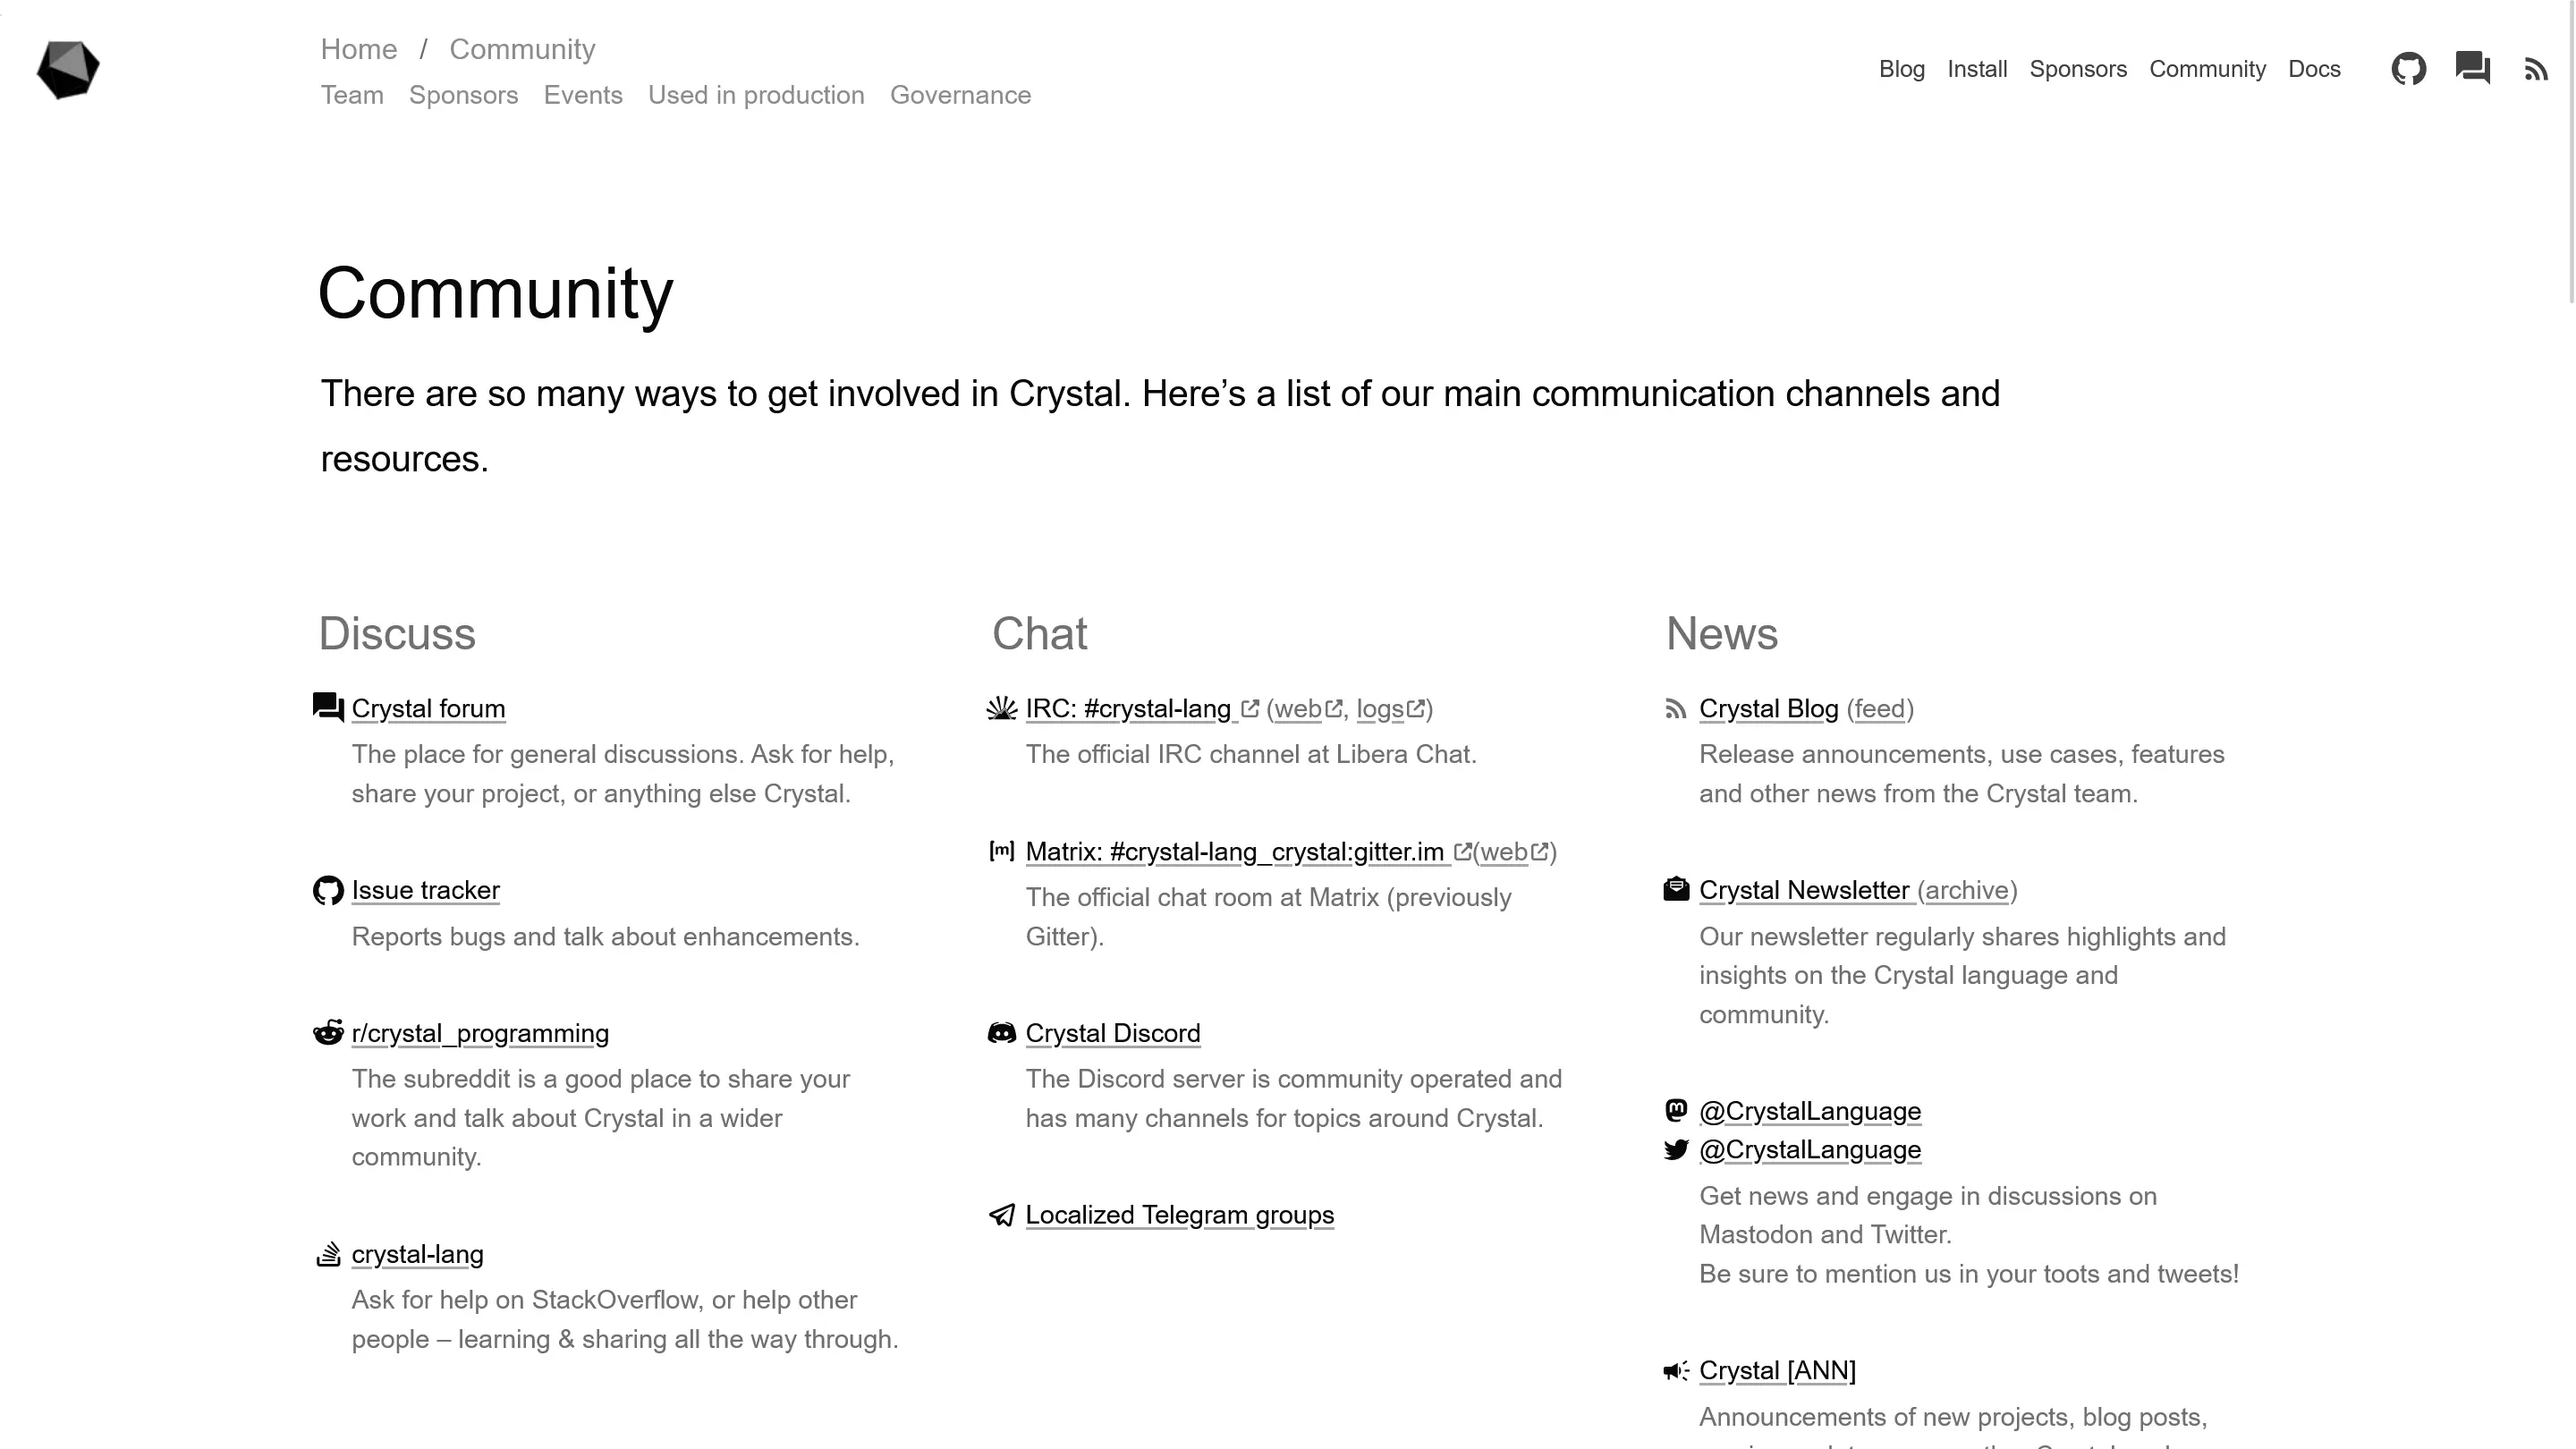 Home / Community
Team Sponsors Events Used in production Governance
Blog Install Sponsors Community Docs
Community
There are so many ways to get involved in Crystal. Here’s a list of our main communication channels and
resources.
Discuss
Crystal forum
The place for general discussions. Ask for help,
share your project, or anything else Crystal.
Issue tracker
Reports bugs and talk about enhancements.
r/crystal_programming
The subreddit is a good place to share your
work and talk about Crystal in a wider
community.
crystal-lang
Ask for help on StackOverflow, or help other
people – learning & sharing all the way through.
Chat
IRC: #crystal-lang (web, logs)
The official IRC channel at Libera Chat.
[m] Matrix: #crystal-lang_crystal:gitter.im (web)
The official chat room at Matrix (previously
Gitter).
Crystal Discord
The Discord server is community operated and
has many channels for topics around Crystal.
Localized Telegram groups
News
Crystal Blog (feed)
Release announcements, use cases, features
and other news from the Crystal team.
Crystal Newsletter (archive)
Our newsletter regularly shares highlights and
insights on the Crystal language and
community.
@CrystalLanguage
@CrystalLanguage
Get news and engage in discussions on
Mastodon and Twitter.
Be sure to mention us in your toots and tweets!
Crystal [ANN]
Announcements of new projects, blog posts,